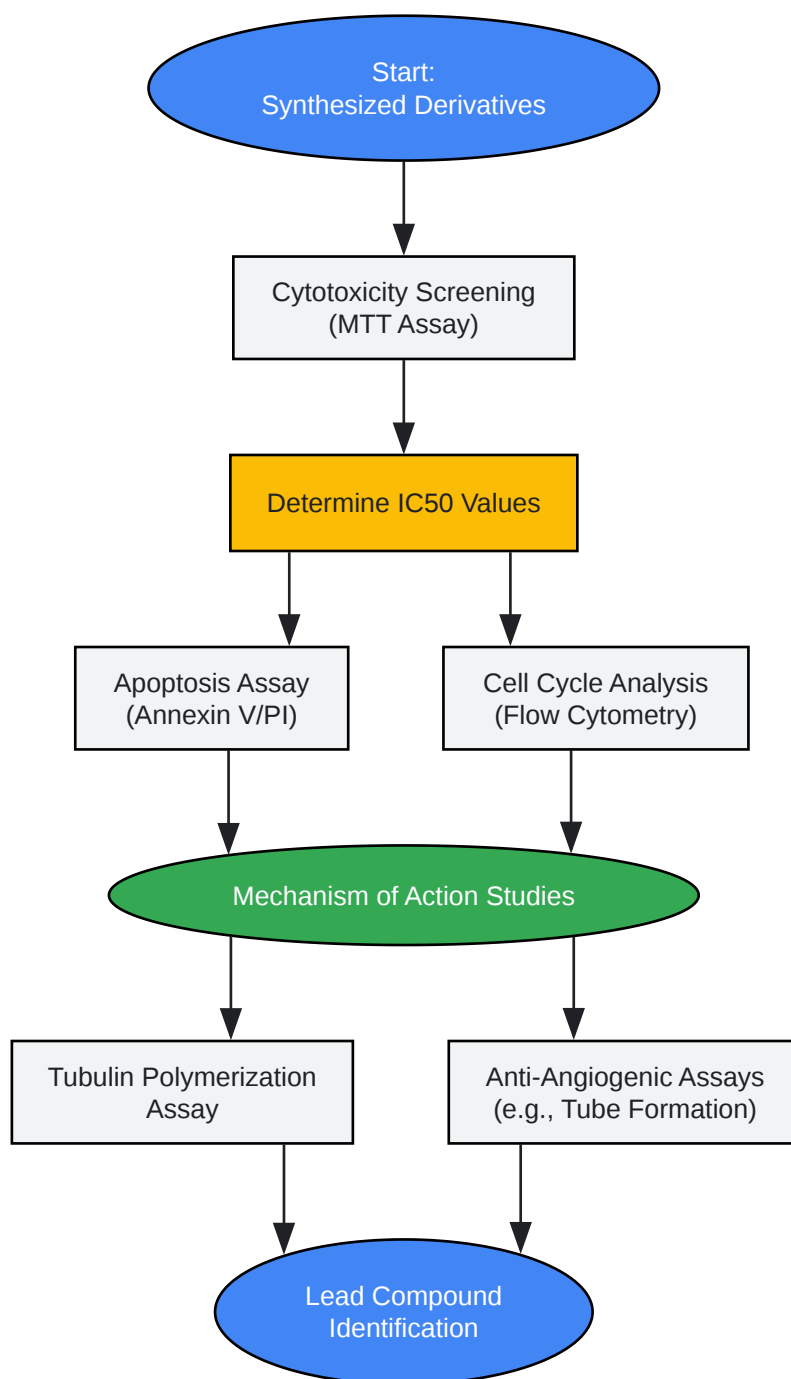 Start:
Synthesized Derivatives
Cytotoxicity Screening
(MTT Assay)
Determine IC50 Values
Apoptosis Assay
(Annexin V/PI)
Cell Cycle Analysis
(Flow Cytometry)
Mechanism of Action Studies
Tubulin Polymerization
Assay
Anti-Angiogenic Assays
(e.g., Tube Formation)
Lead Compound
Identification